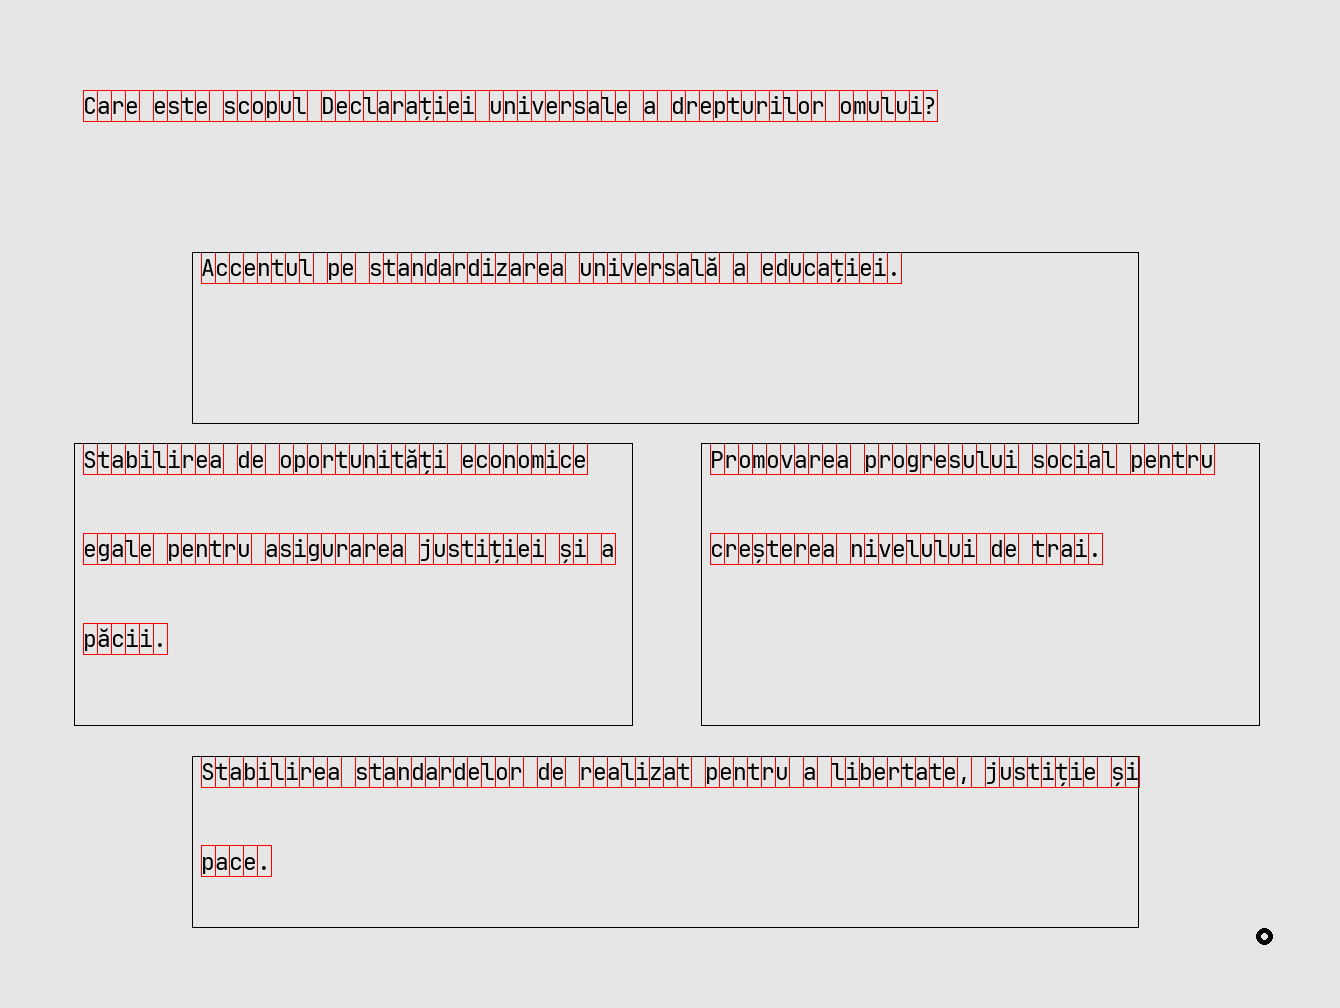 Care este scopul Declarației universale a drepturilor omului?
Accentul pe standardizarea universală a educației.
Stabilirea de oportunități economice
egale pentru asigurarea justiției și a
păcii.
Promovarea progresului social pentru
creșterea nivelului de trai.
Stabilirea standardelor de realizat pentru a libertate, justiție și
pace.